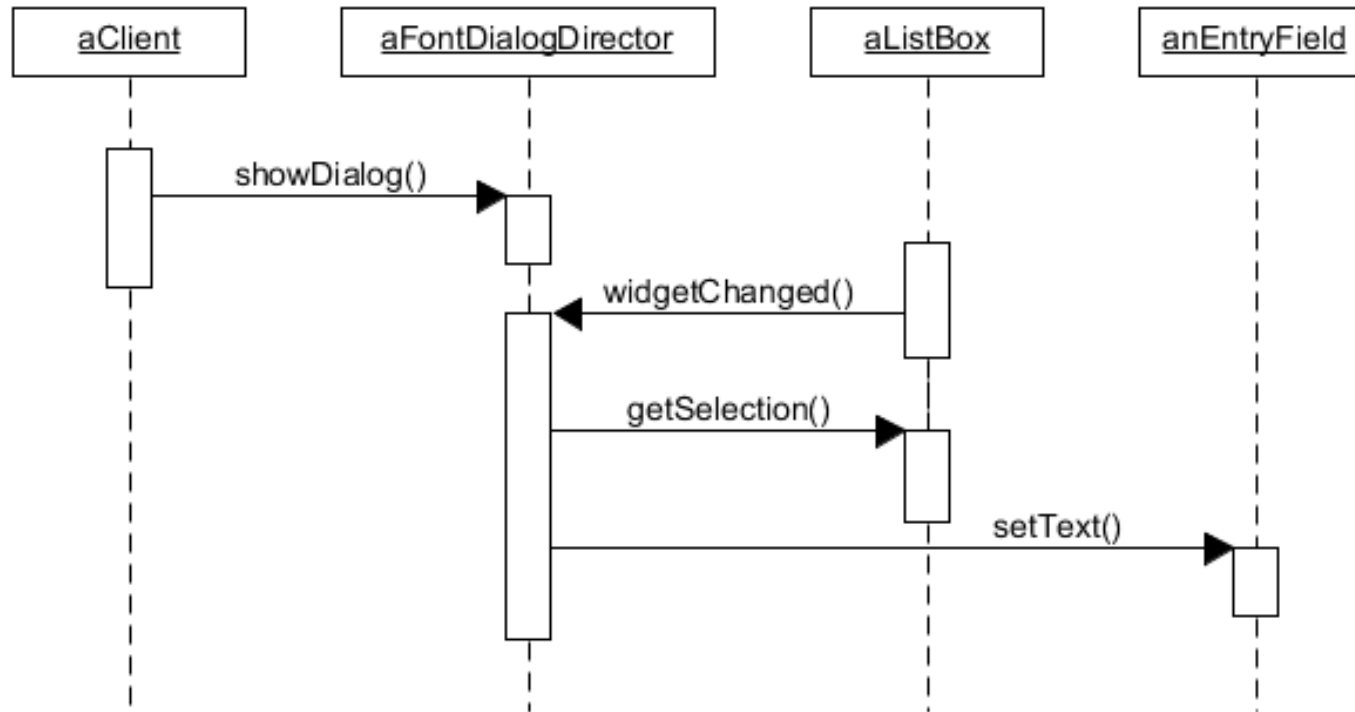 aClient
aFontDialogDirector
aListBox
anEntryField
showDialog()
widgetChanged()
getSelection()
setText()